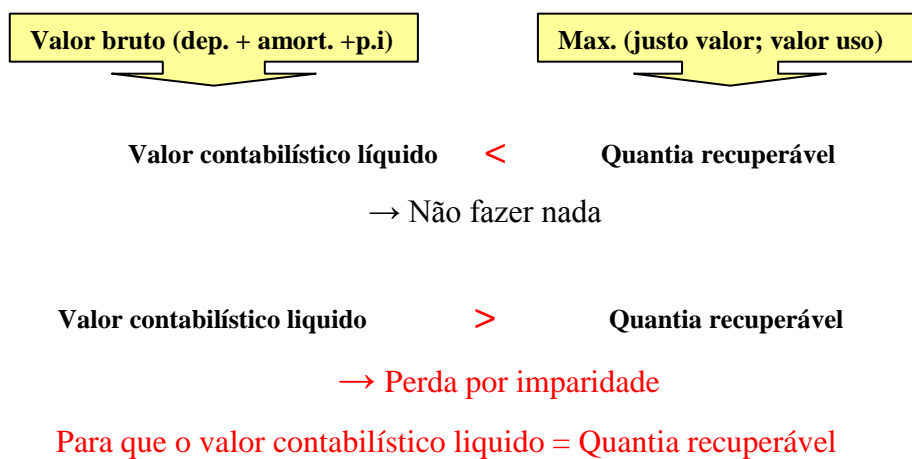 Valor bruto (dep. + amort. +p.i)
Max. (justo valor; valor uso)
Valor contabilístico líquido < Quantia recuperável
→ Não fazer nada
Valor contabilístico liquido > Quantia recuperável
→ Perda por imparidade
Para que o valor contabilístico liquido = Quantia recuperável